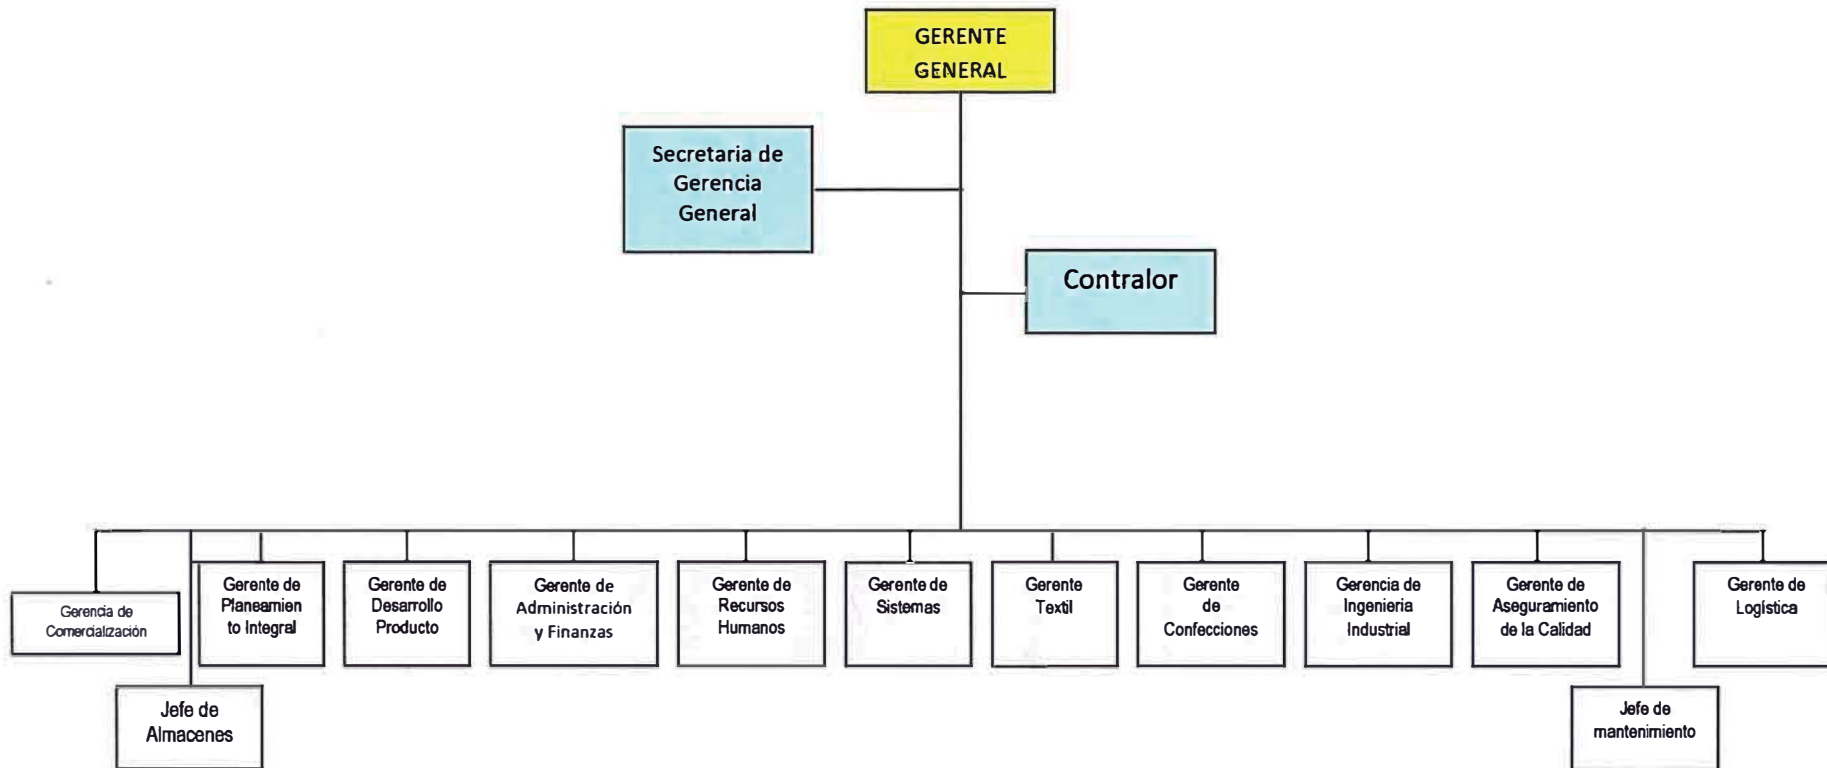 GERENTE
GENERAL
Secretaria de
Gerencia
General
Contralor
Gerencia de
Comercialización
Gerente de
Planeamien
to Integral
Gerente de
Desarrollo
Producto
Gerente de
Administración
y Finanzas
Gerente de
Recursos
Humanos
Gerente de
Sistemas
Gerente
Textil
Gerente
de
Confecciones
Gerencia de
Ingenieria
Industrial
Gerente de
Aseguramiento
de la Calidad
Gerente de
Logística
Jefe de
Almacenes
Jefe de
mantenimiento